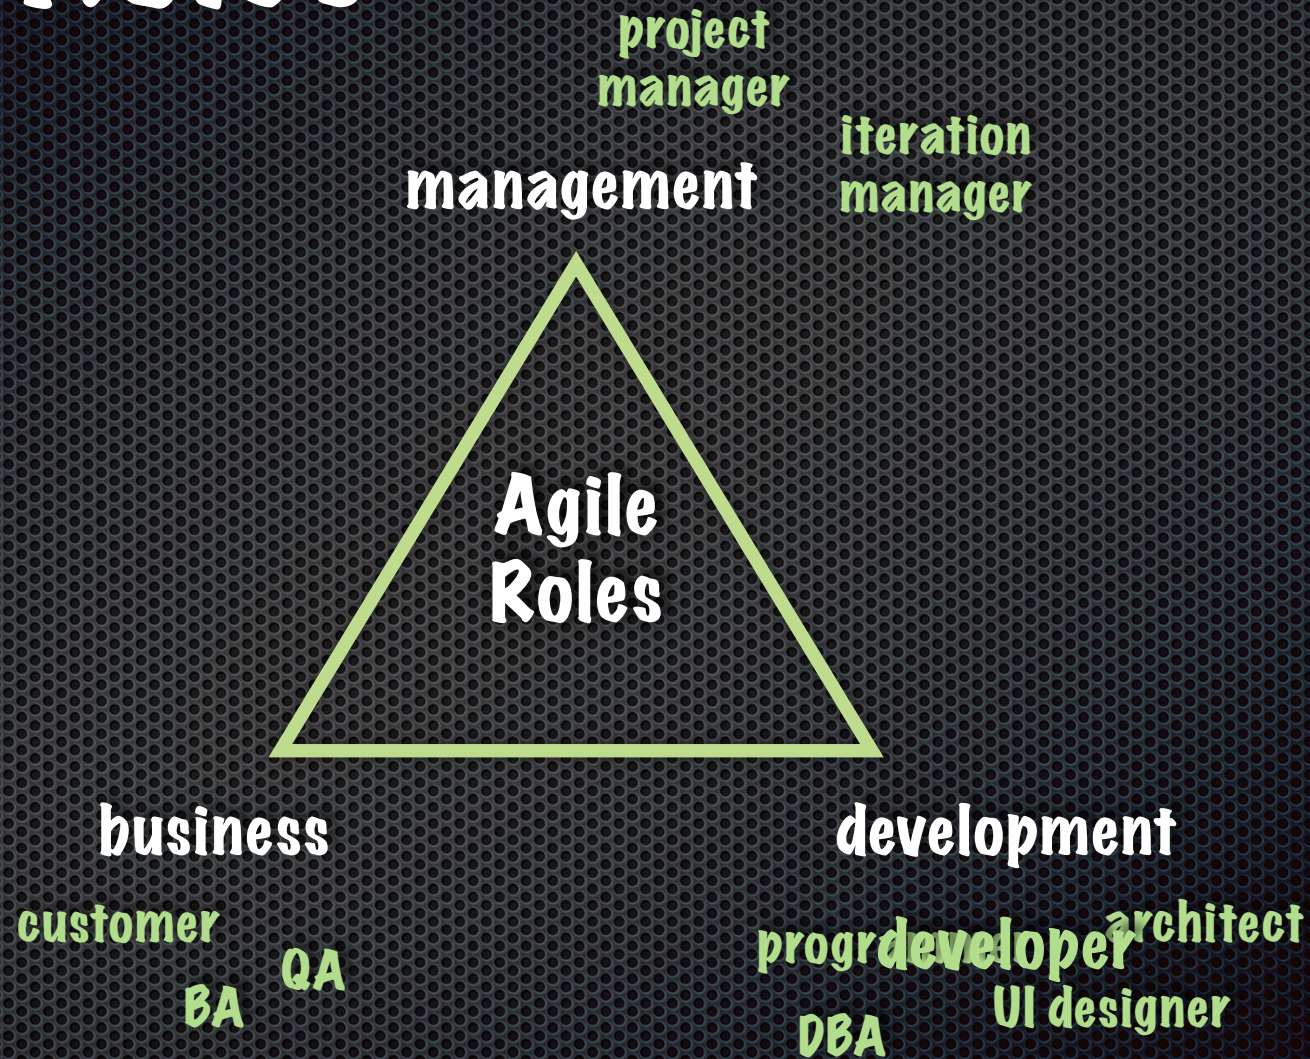 project
manager
iteration
manager
management
Agile
Roles
business
development
customer
QA
BA
developer
architect
UI designer
DBA